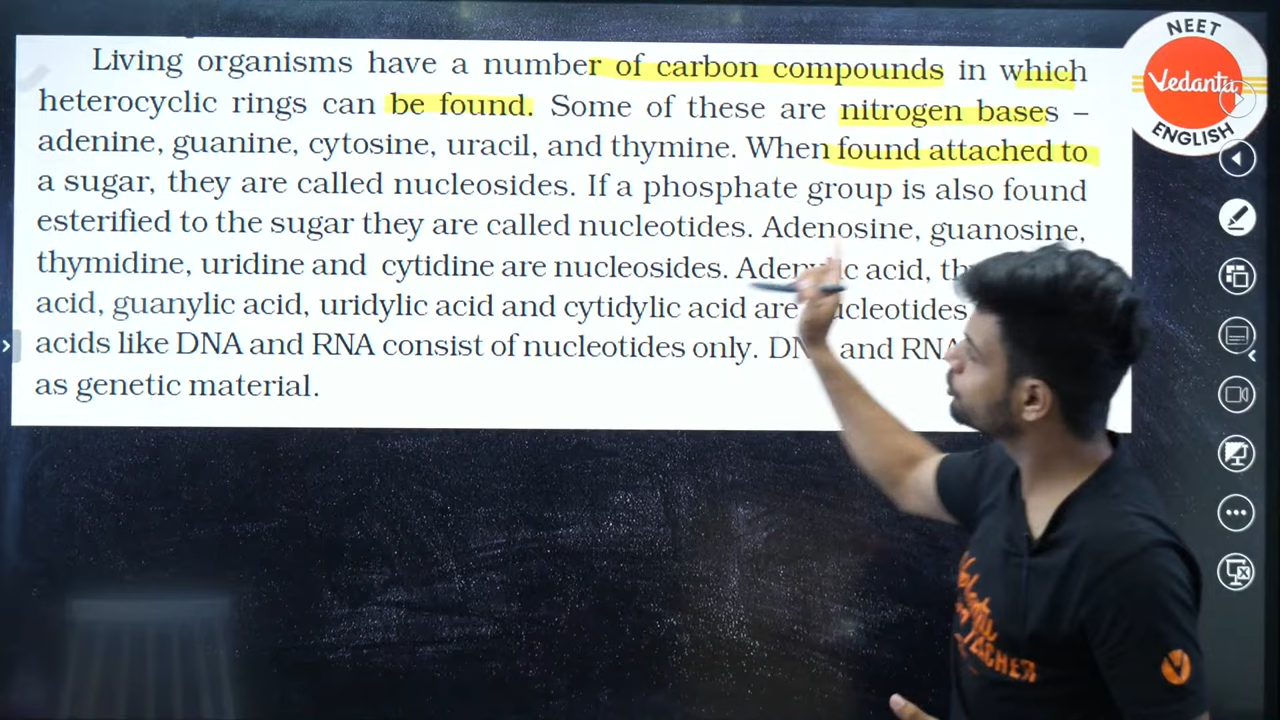 Living organisms have a number of carbon compounds in which
heterocyclic rings can be found. Some of these are nitrogen bases –
adenine, guanine, cytosine, uracil, and thymine. When found attached to
a sugar, they are called nucleosides. If a phosphate group is also found
esterified to the sugar they are called nucleotides. Adenosine, guanosine,
thymidine, uridine and cytidine are nucleosides. acid,
acid, guanylic acid, uridylic acid and cytidylic acid are
acids like DNA and RNA consist of nucleotides only. and
as genetic material.
NEET
Vedantu
ENGLISH